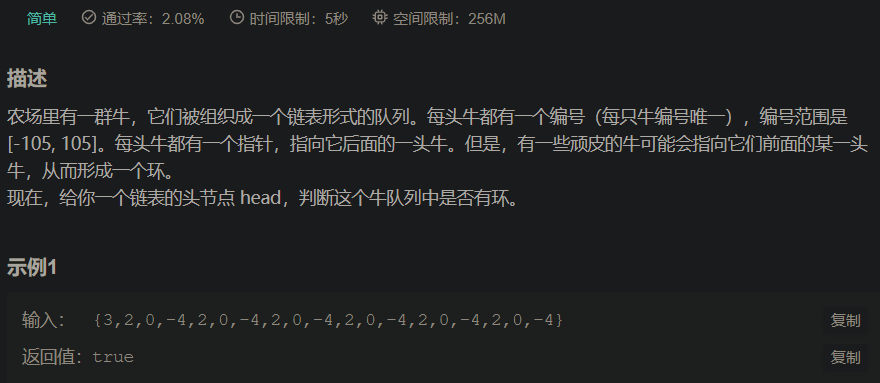 简单 通过率：2.08% 时间限制：5秒 空间限制：256M
描述
农场里有一群牛，它们被组织成一个链表形式的队列。每头牛都有一个编号（每只牛编号唯一），编号范围是
[-105, 105]。每头牛都有一个指针，指向它后面的一头牛。但是，有一些顽皮的牛可能会指向它们前面的某一头
牛，从而形成一个环。
现在，给你一个链表的头节点 head，判断这个牛队列中是否有环。
示例1
输入： {3,2,0,-4,2,0,-4,2,0,-4,2,0,-4,2,0,-4,2,0,-4} 复制
返回值：true 复制